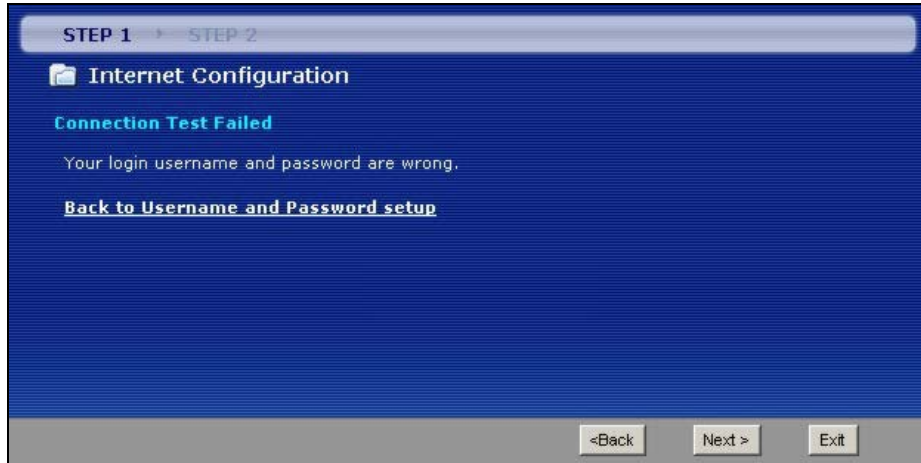 STEP 1 STEP 2
Internet Configuration
Connection Test Failed
Your login username and password are wrong.
Back to Username and Password setup
<Back Next > Exit